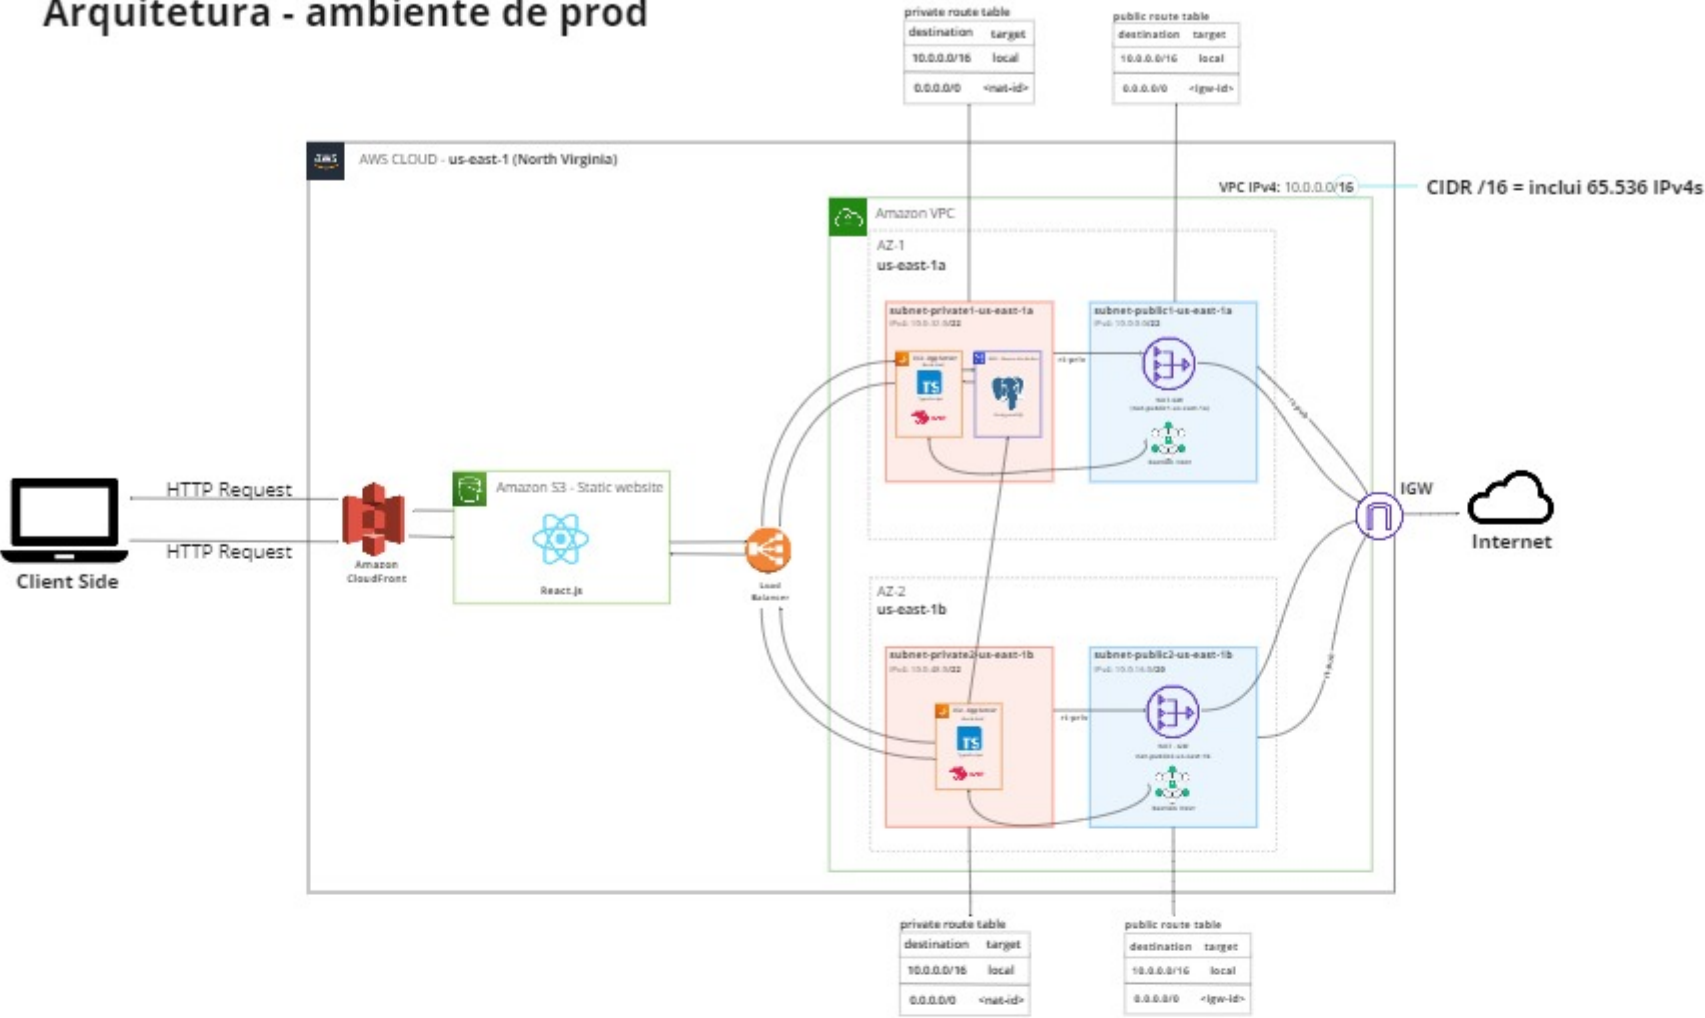 Arquitetura - ambiente de prod
private route table
destination target
10.0.0.0/16 local
0.0.0.0/0 <nat-id>
public route table
destination target
10.0.0.0/16 local
0.0.0.0/0 <igw-id>
aws
AWS CLOUD - us-east-1 (North Virginia)
VPC IPv4: 10.0.0.0/16
CIDR /16 = inclui 65.536 IPv4s
Amazon VPC
AZ-1
us-east-1a
subnet-private1-us-east-1a
subnet-public1-us-east-1a
TS
rt-priv
HTTP Request
HTTP Request
Client Side
Amazon
CloudFront
Amazon S3 - Static website
React.js
Load
Balancer
IGW
Internet
AZ-2
us-east-1b
subnet-private2-us-east-1b
subnet-public2-us-east-1b
TS
rt-priv
private route table
destination target
10.0.0.0/16 local
0.0.0.0/0 <nat-id>
public route table
destination target
10.0.0.0/16 local
0.0.0.0/0 <igw-id>